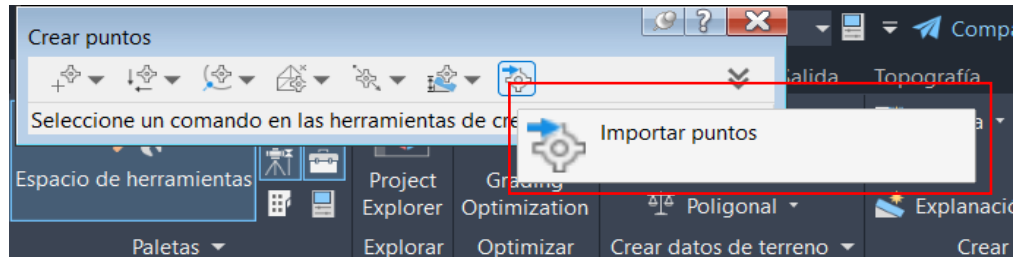 Crear puntos
Compa
Salida Topografía
Seleccione un comando en las herramientas de cre
Importar puntos
a
Espacio de herramientas
Project Explorer
Grading Optimization
Poligonal
Explanació
Paletas
Explorar
Optimizar
Crear datos de terreno
Crear